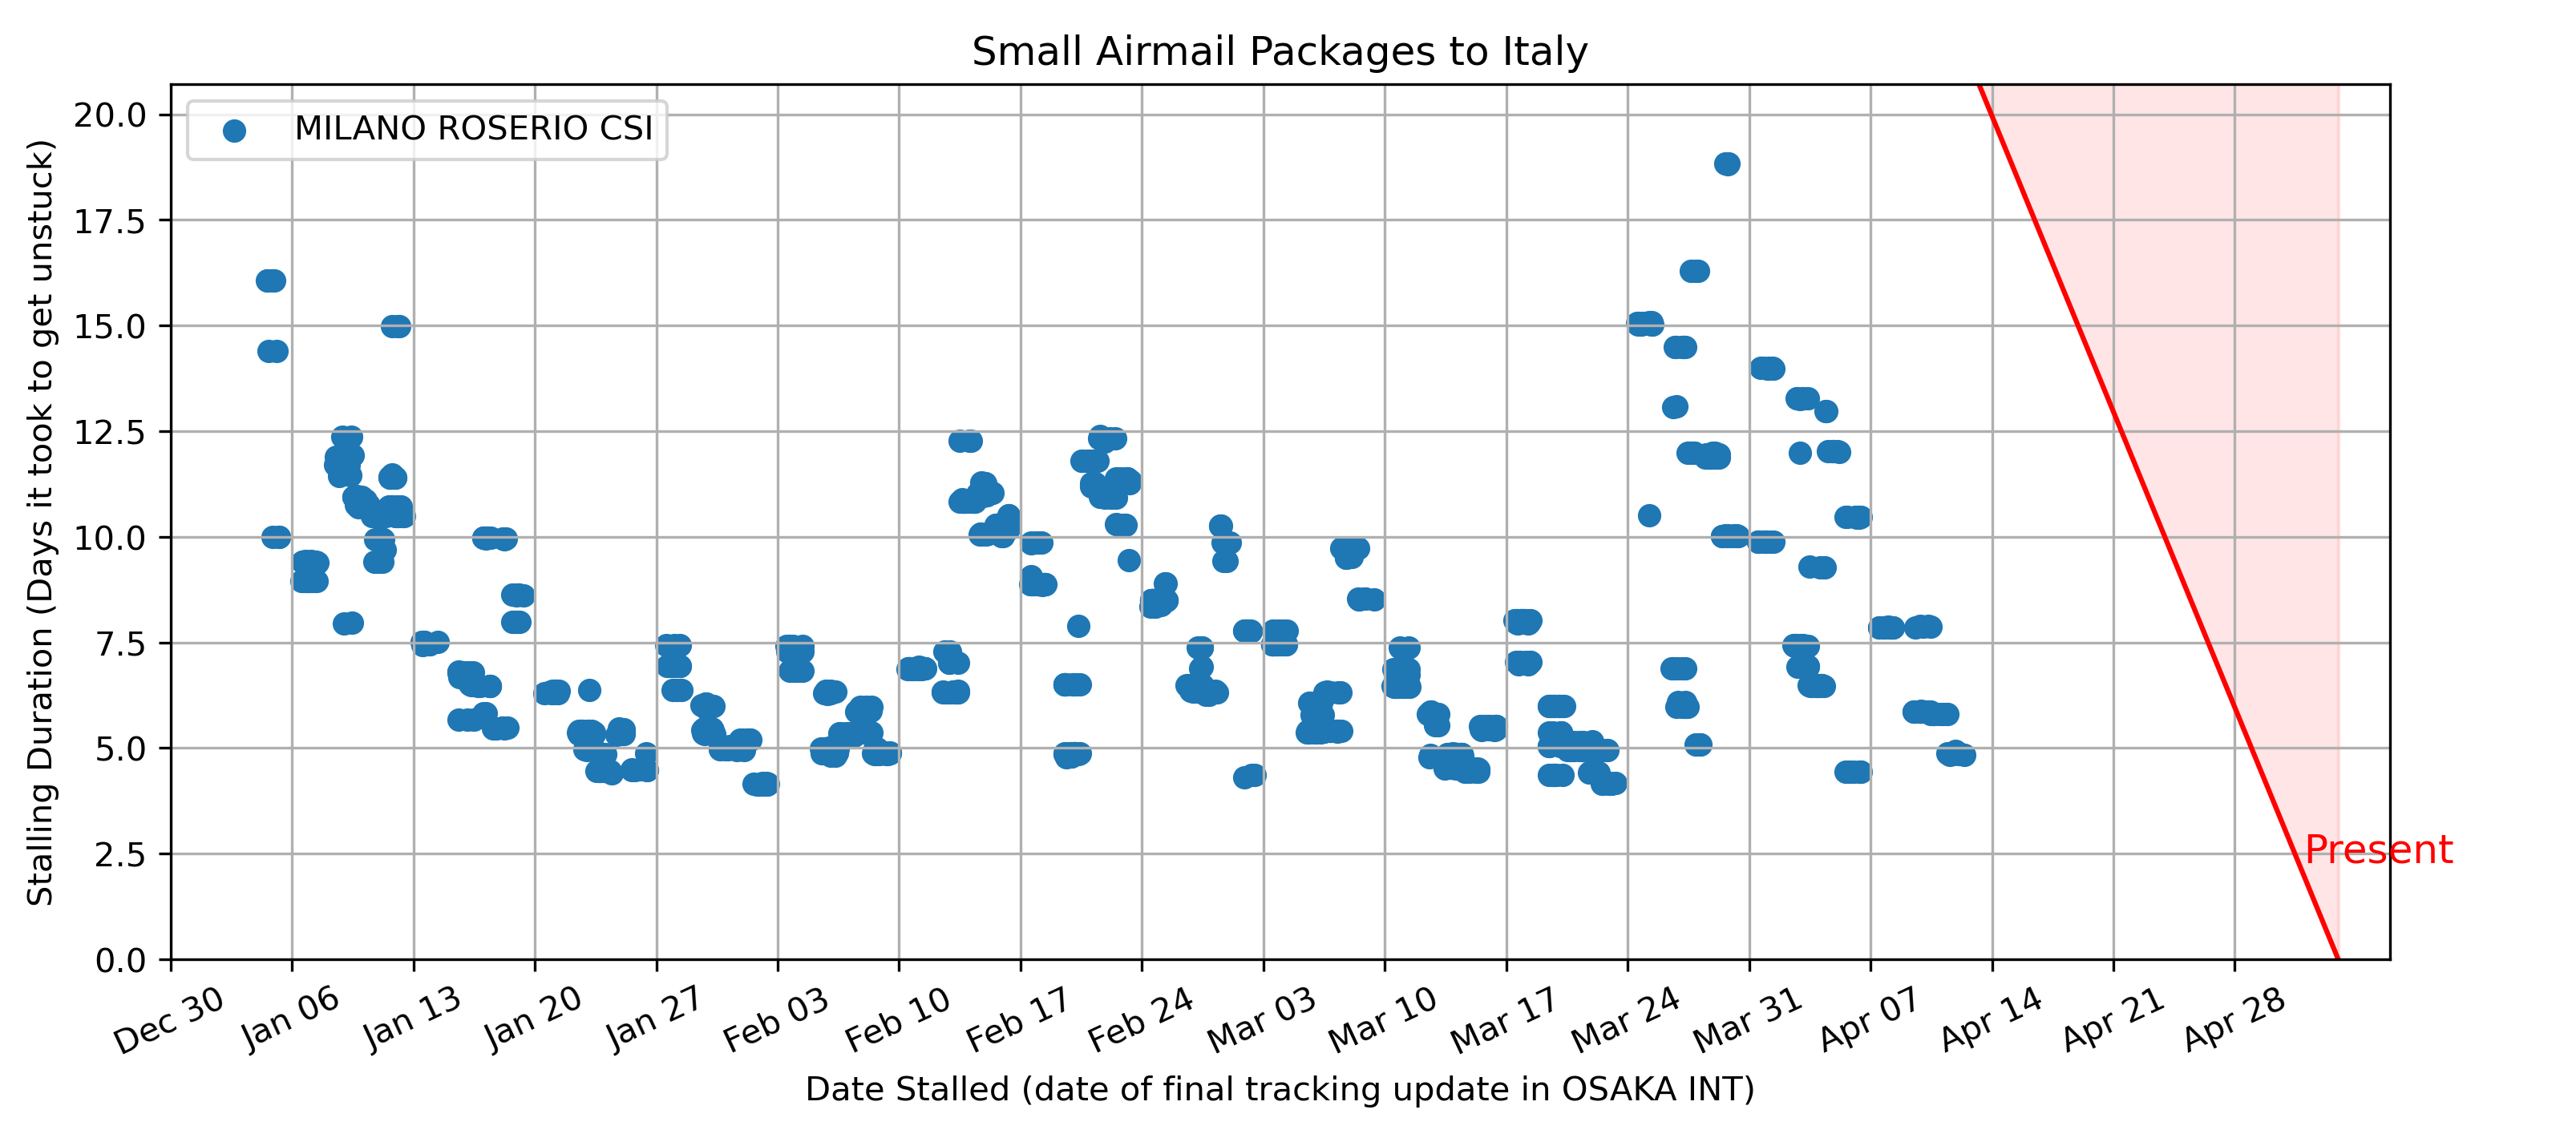 Small Airmail Packages to Italy
MILANO ROSERIO CSI
Stalling Duration (Days it took to get unstuck)
20.0
17.5
15.0
12.5
10.0
7.5
5.0
2.5
0.0
Present
Dec 30
Jan 06
Jan 13
Jan 20
Jan 27
Feb 03
Feb 10
Feb 17
Feb 24
Mar 03
Mar 10
Mar 17
Mar 24
Mar 31
Apr 07
Apr 14
Apr 21
Apr 28
Date Stalled (date of final tracking update in OSAKA INT)